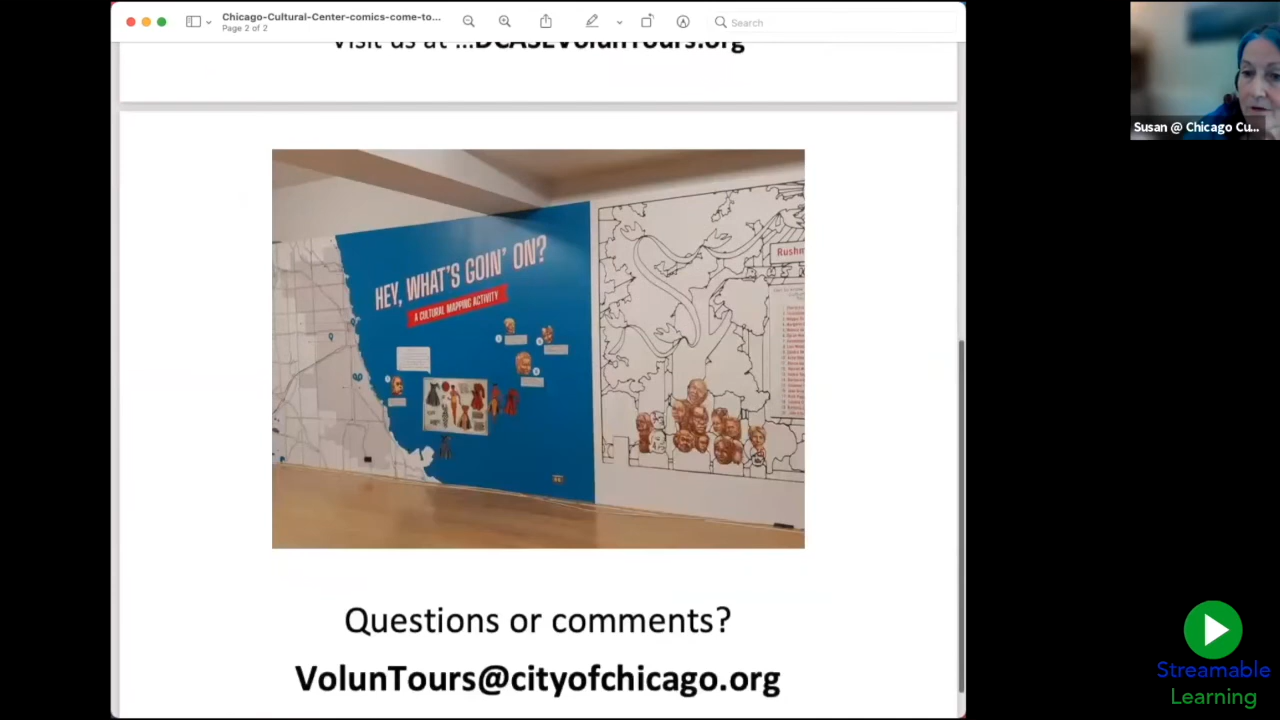 Chicago-Cultural-Center-comics-come-to...
Page 2 of 2
Search
Visit us at ...DCASEVolunTours.org
Susan @ Chicago Cu...
HEY, WHAT'S GOIN' ON?
A CULTURAL MAPPING ACTIVITY
Rushm
Questions or comments?
VolunTours@cityofchicago.org
Streamable
Learning